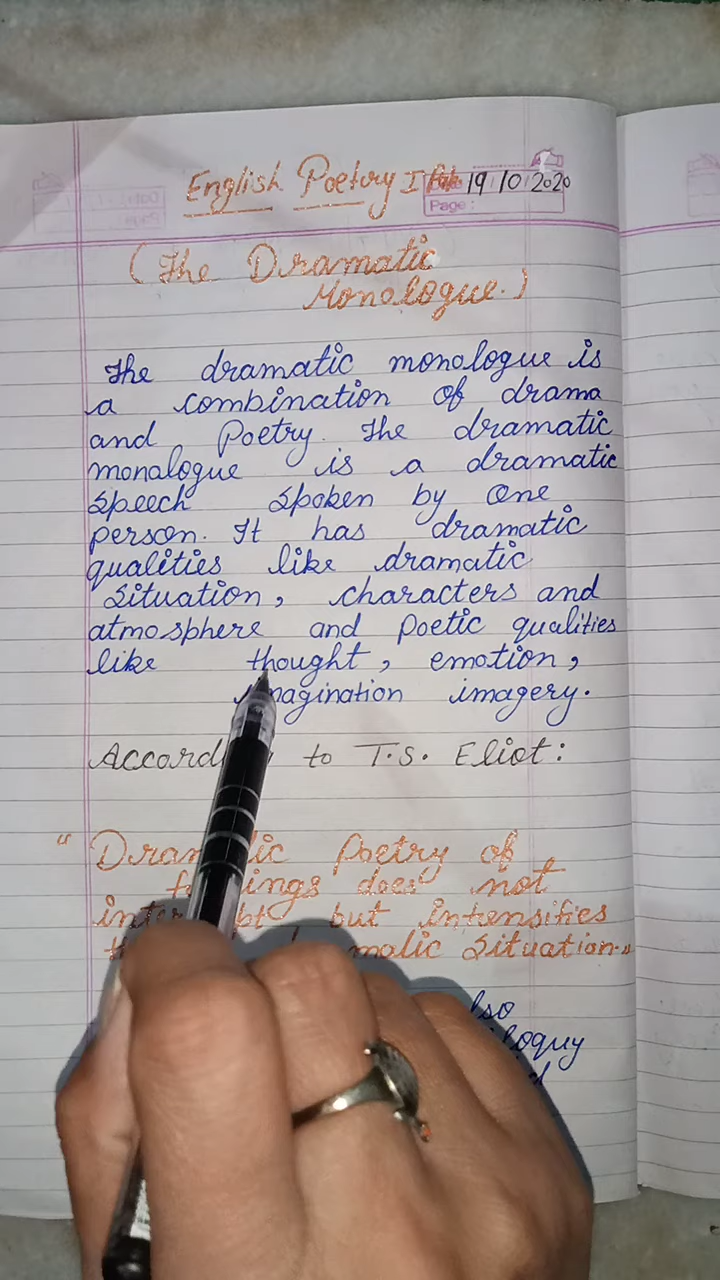 English Poetry I
19/10/2020
Page :
(The Dramatic
Monologue.)
The dramatic monologue is
a combination of drama
and Poetry. The dramatic
monalogue is a dramatic
speech spoken by one
person. It has dramatic
qualities like dramatic
situation, characters and
atmosphere and poetic qualities
like thought, emotion,
imagination imagery.
to T.S. Eliot:
" Poetry of
does not
but intensifies
situation."